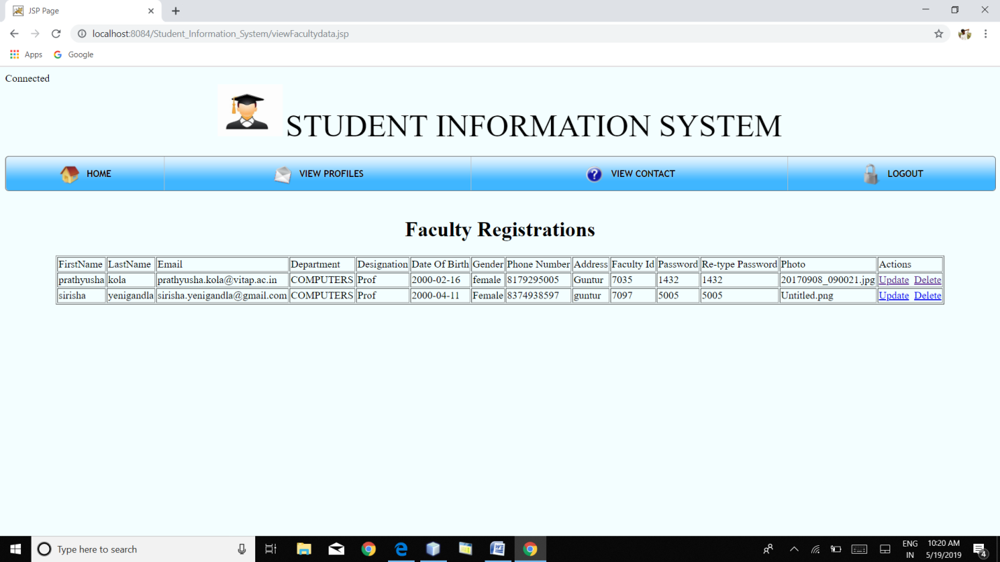 JSP Page
localhost:8084/Student_Information_System/viewFacultydata.jsp
Apps Google
Connected
STUDENT INFORMATION SYSTEM
HOME VIEW PROFILES VIEW CONTACT LOGOUT
Faculty Registrations
FirstName LastName Email Department Designation Date Of Birth Gender Phone Number Address Faculty Id Password Re-type Password Photo Actions
prathyusha kola prathyusha.kola@vitap.ac.in COMPUTERS Prof 2000-02-16 female 8179295005 Guntur 7035 1432 1432 20170908_090021.jpg Update Delete
sirisha yenigandla sirisha.yenigandla@gmail.com COMPUTERS Prof 2000-04-11 Female 8374938597 guntur 7097 5005 5005 Untitled.png Update Delete
Type here to search
ENG 10:20 AM
IN 5/19/2019 4